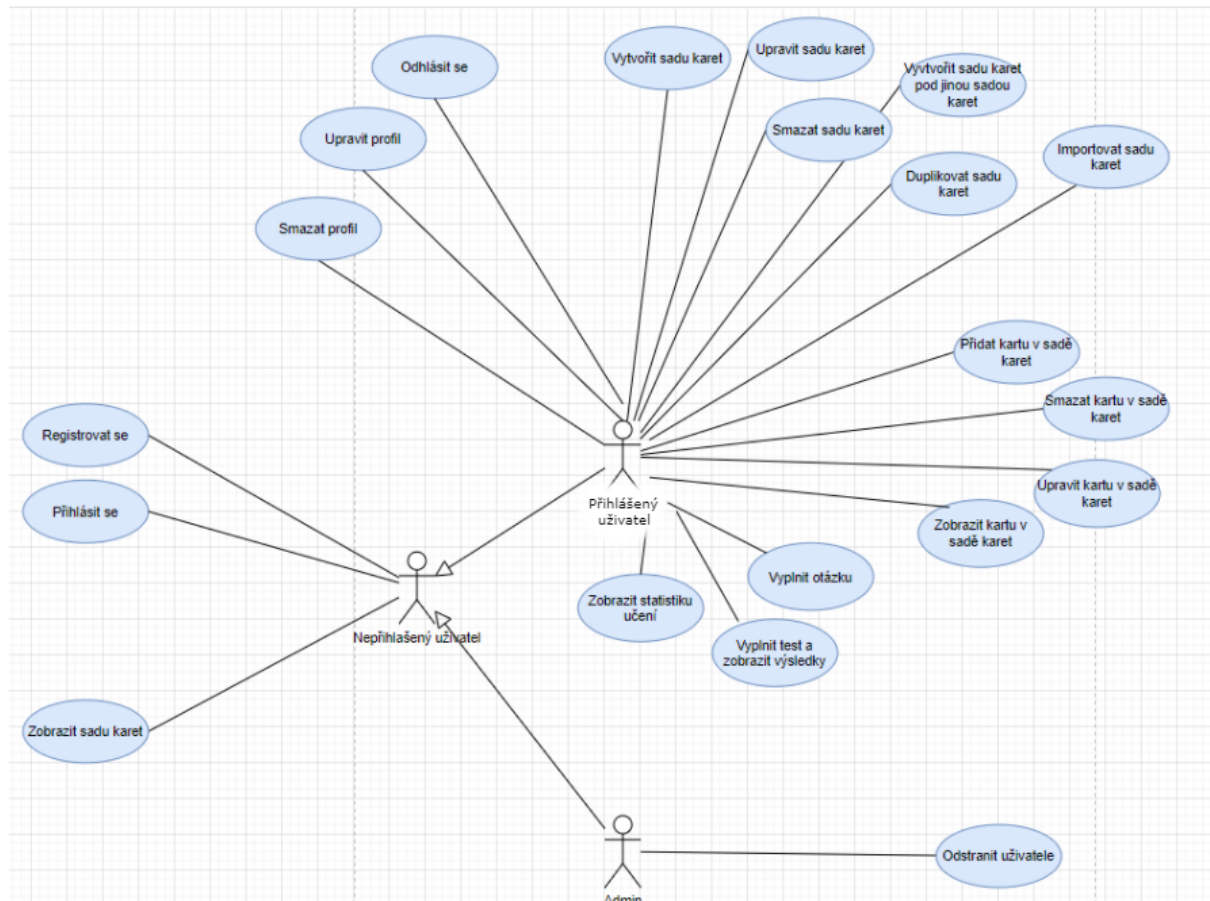 Odhlásit se
Vytvořit sadu karet
Upravit sadu karet
Vyvtvořit sadu karet
pod jinou sadou
karet
Upravit profil
Smazat sadu karet
Importovat sadu
karet
Duplikovat sadu
karet
Smazat profil
Přidat kartu v sadě
karet
Smazat kartu v sadě
karet
Registrovat se
Upravit kartu v sadě
karet
Přihlásit se
Přihlášený
uživatel
Zobrazit kartu v
sadě karet
Vyplnit otázku
Zobrazit statistiku
učení
Nepřihlašený uživatel
Vyplnit test a
zobrazit výsledky
Zobrazit sadu karet
Odstranit uživatele
Admin